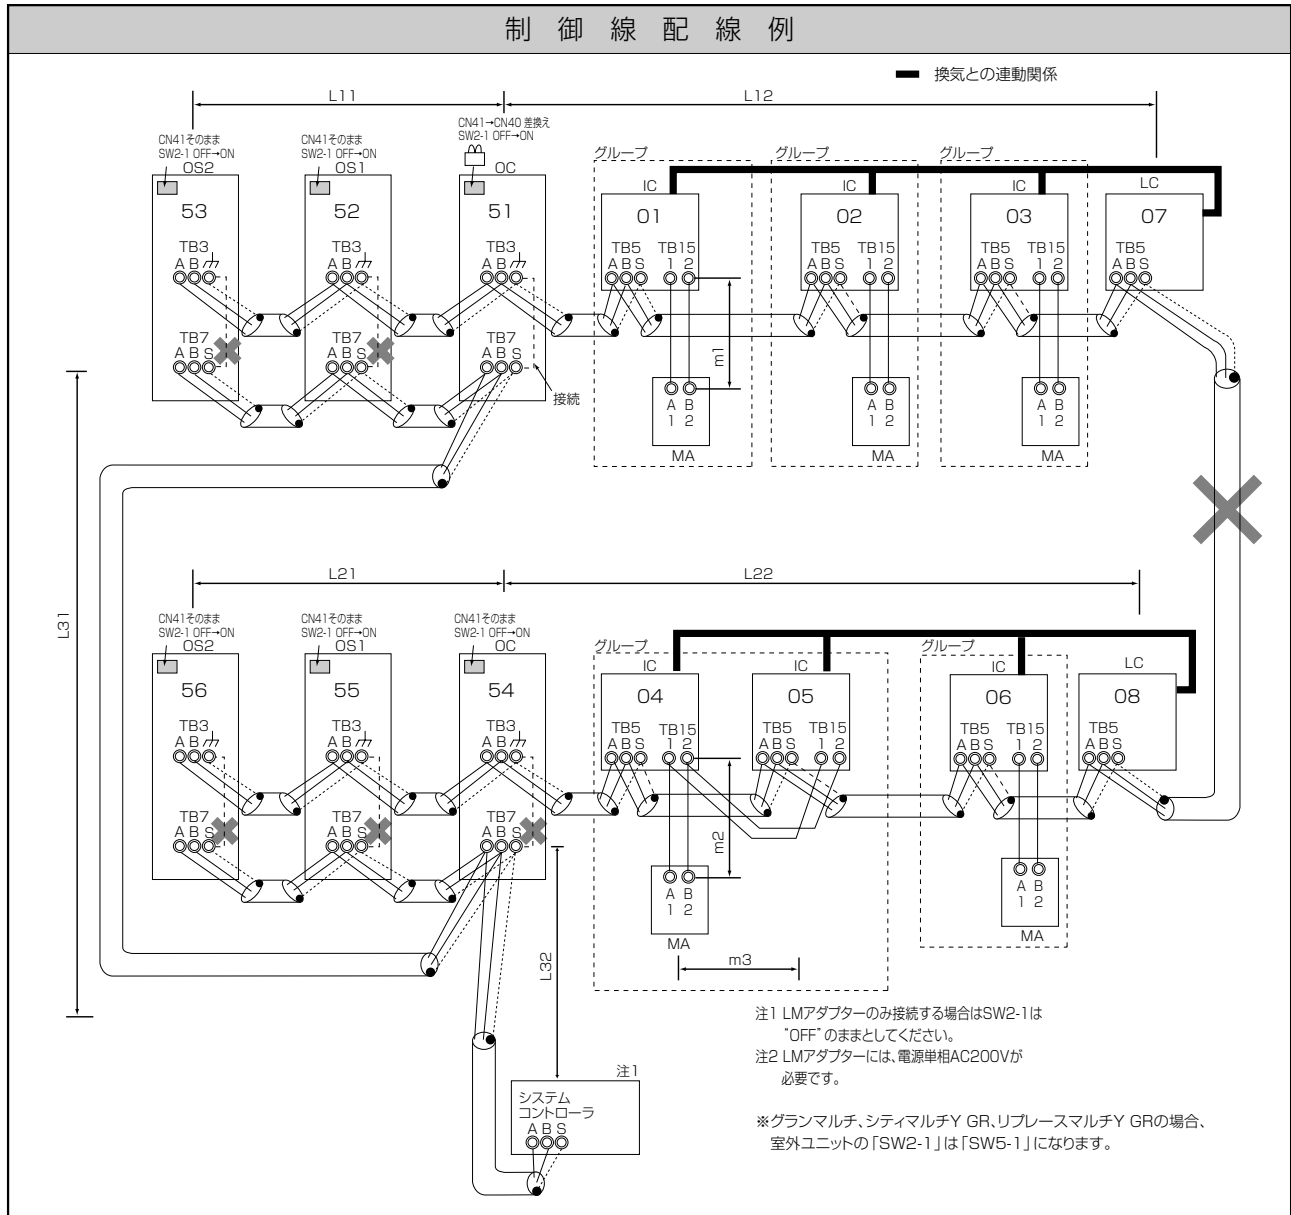 制御線配線例
換気との連動関係
L11
L12
CN41そのまま
SW2-1 OFF→ON
OS2
CN41そのまま
SW2-1 OFF→ON
OS1
CN41→CN40 差換え
SW2-1 OFF→ON
OC
グループ
グループ
グループ
IC
IC
IC
LC
53
52
51
01
02
03
07
TB3
A B
TB3
A B
TB3
A B
TB5
A B S
TB15
1 2
TB5
A B S
TB15
1 2
TB5
A B S
TB15
1 2
TB5
A B S
TB7
A B S
TB7
A B S
TB7
A B S
接続
m1
A B
1 2
MA
A B
1 2
MA
A B
1 2
MA
L31
L21
L22
CN41そのまま
SW2-1 OFF→ON
OS2
CN41そのまま
SW2-1 OFF→ON
OS1
CN41そのまま
SW2-1 OFF→ON
OC
グループ
グループ
IC
IC
IC
LC
56
55
54
04
05
06
08
TB3
A B
TB3
A B
TB3
A B
TB5
A B S
TB15
1 2
TB5
A B S
TB15
1 2
TB5
A B S
TB15
1 2
TB5
A B S
TB7
A B S
TB7
A B S
TB7
A B S
m2
A B
1 2
MA
A B
1 2
MA
m3
L32
注1 LMアダプターのみ接続する場合はSW2-1は
"OFF"のままとしてください。
注2 LMアダプターには、電源単相AC200Vが
必要です。
注1
システム
コントローラ
A B S
※グランマルチ、シティマルチY GR、リプレースマルチY GRの場合、
室外ユニットの「SW2-1」は「SW5-1」になります。